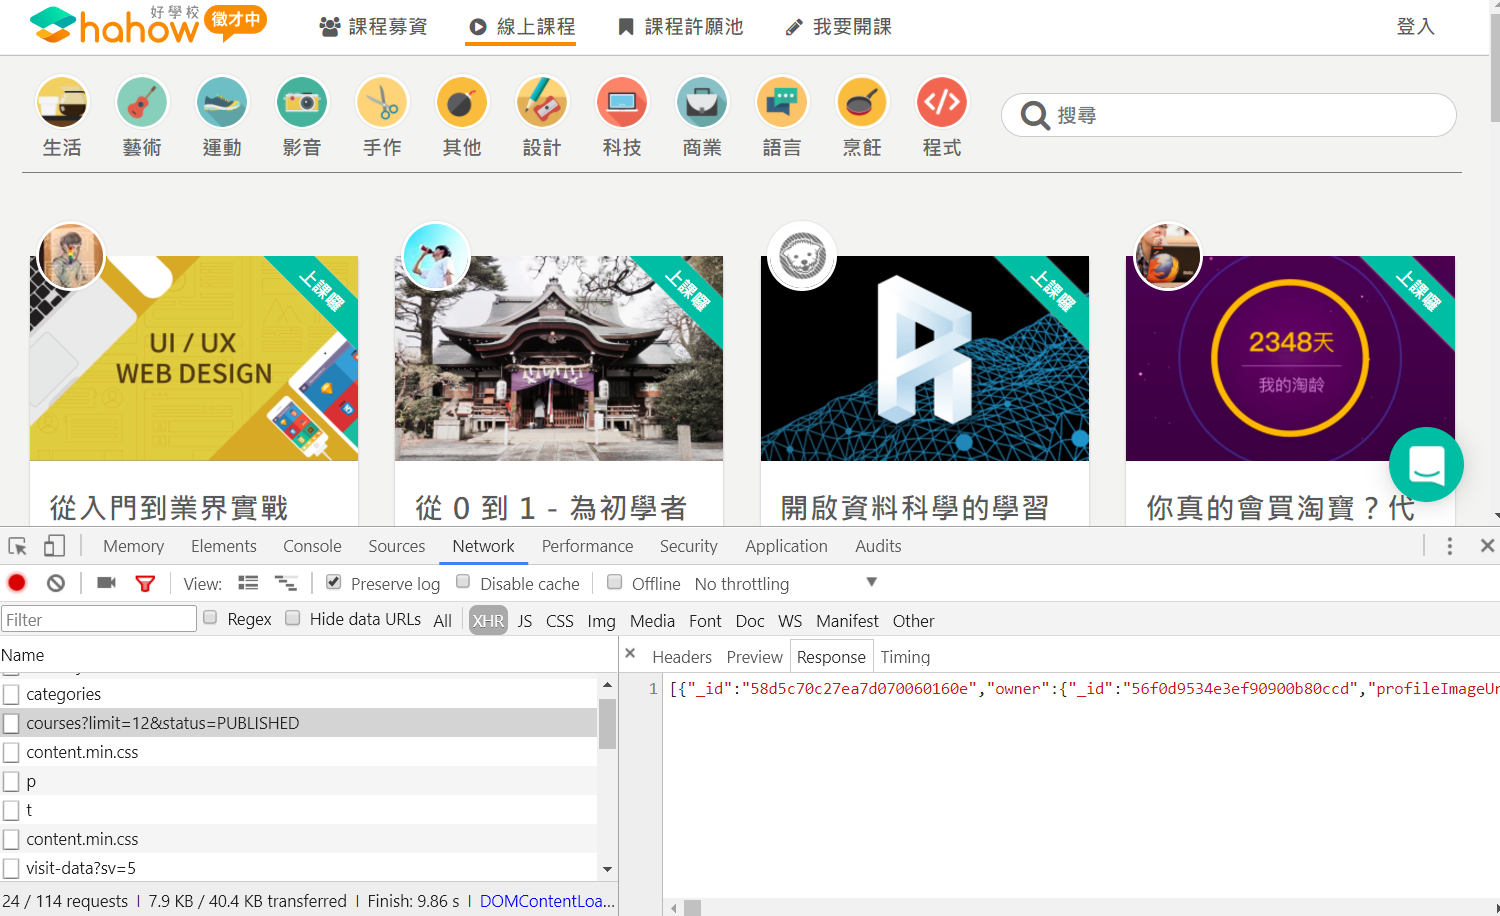 好學校
hahow 徵才中
課程募資 線上課程 課程許願池 我要開課 登入
生活 藝術 運動 影音 手作 其他 設計 科技 商業 語言 烹飪 程式 搜尋
上課囉 上課囉 上課囉 上課囉
UI / UX
WEB DESIGN
2348天
我的淘龄
從入門到業界實戰 從 0 到 1 - 為初學者 開啟資料科學的學習 你真的會買淘寶？代
Memory Elements Console Sources Network Performance Security Application Audits
View: Preserve log Disable cache Offline No throttling
Filter Regex Hide data URLs All XHR JS CSS Img Media Font Doc WS Manifest Other
Name
Headers Preview Response Timing
categories
courses?limit=12&status=PUBLISHED
content.min.css
p
t
content.min.css
visit-data?sv=5
1 [{"_id":"58d5c70c27ea7d070060160e","owner":{"_id":"56f0d9534e3ef90900b80ccd","profileImageUr
24 / 114 requests | 7.9 KB / 40.4 KB transferred | Finish: 9.86 s | DOMContentLoa...